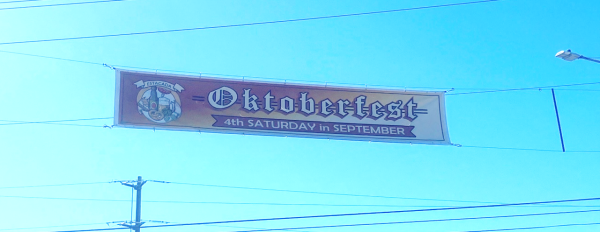 Oktoberfest
4th SATURDAY in SEPTEMBER